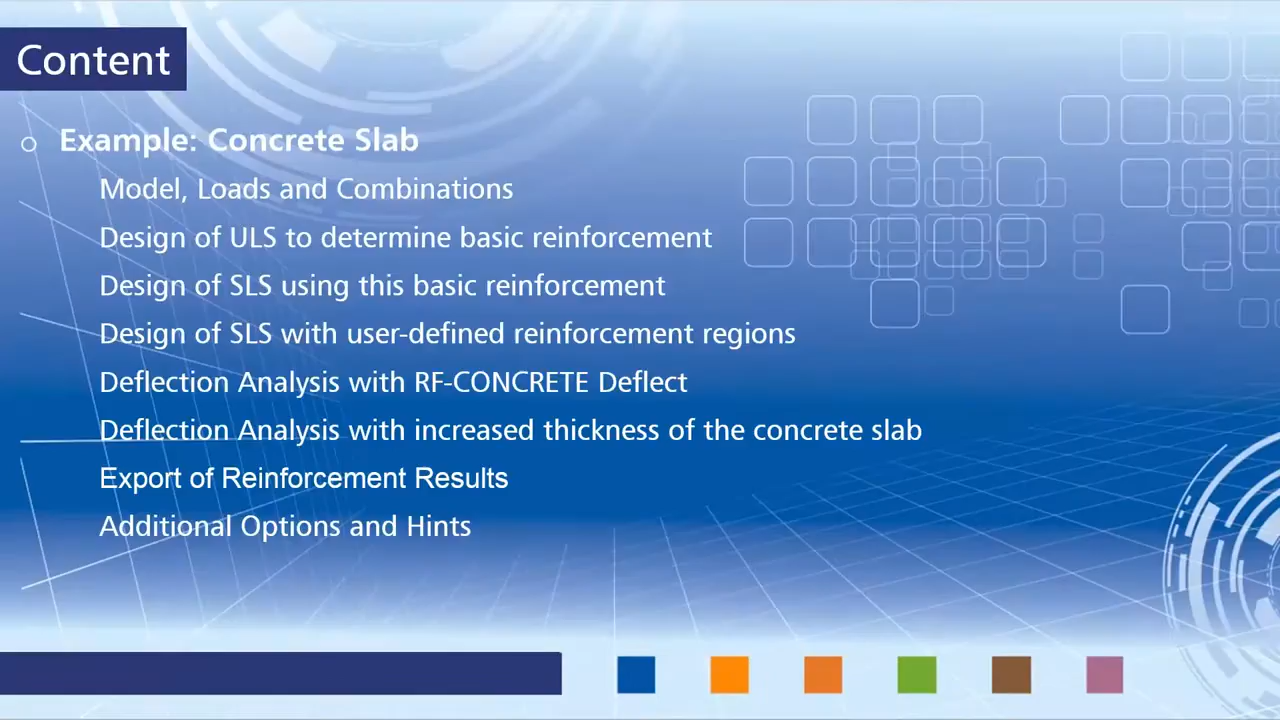 Content
Example: Concrete Slab
Model, Loads and Combinations
Design of ULS to determine basic reinforcement
Design of SLS using this basic reinforcement
Design of SLS with user-defined reinforcement regions
Deflection Analysis with RF-CONCRETE Deflect
Deflection Analysis with increased thickness of the concrete slab
Export of Reinforcement Results
Additional Options and Hints